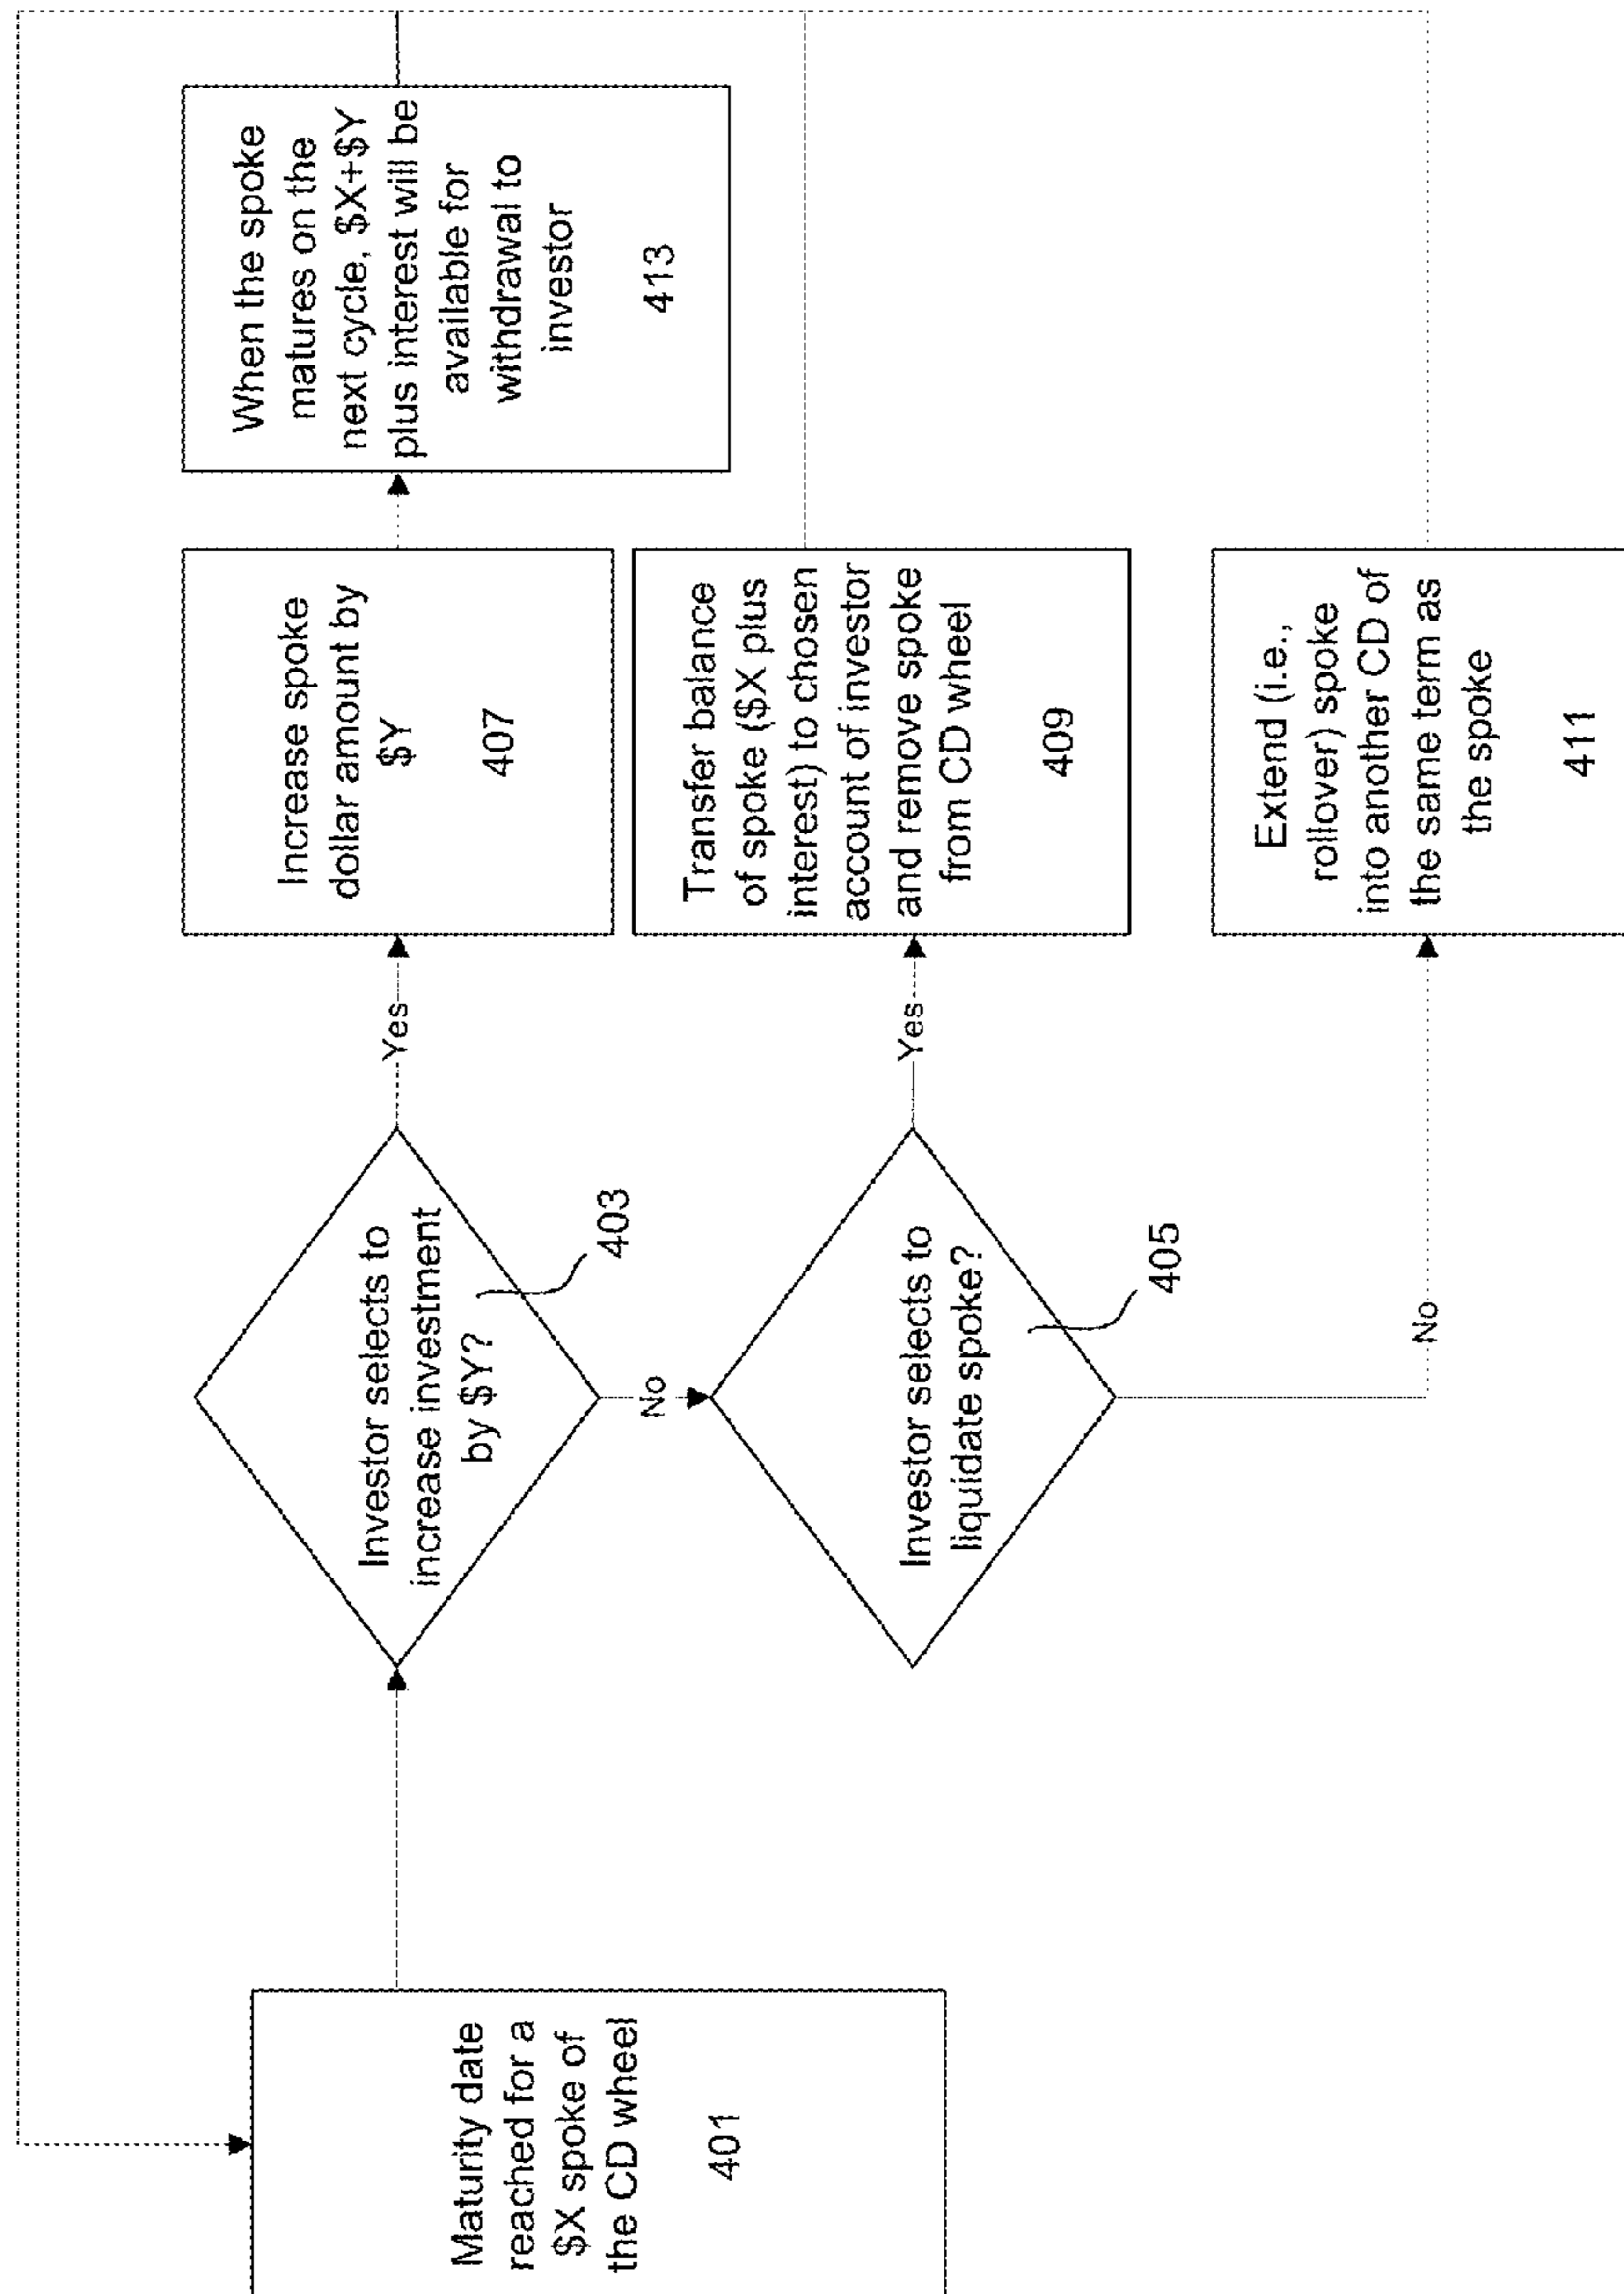 Maturity date
reached for a
$X spoke of
the CD wheel
401
Investor selects to
increase investment
by $Y?
403
Yes
No
Increase spoke
dollar amount by
$Y
407
When the spoke
matures on the
next cycle, $X+$Y
plus interest will be
available for
withdrawal to
investor
413
Investor selects to
liquidate spoke?
405
Yes
No
Transfer balance
of spoke ($X plus
interest) to chosen
account of investor
and remove spoke
from CD wheel
409
Extend (i.e.,
rollover) spoke
into another CD of
the same term as
the spoke
411